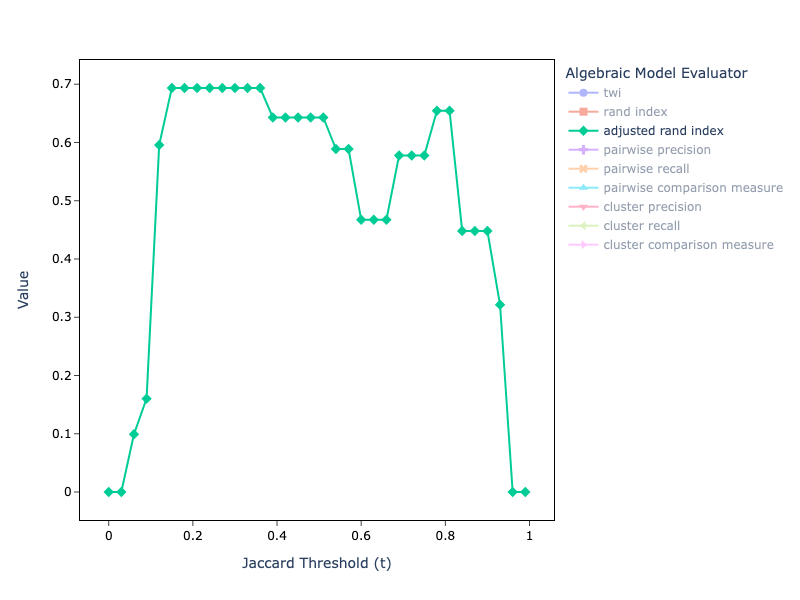 Algebraic Model Evaluator
twi
rand index
adjusted rand index
pairwise precision
pairwise recall
pairwise comparison measure
cluster precision
cluster recall
cluster comparison measure
0.7
0.6
0.5
0.4
0.3
0.2
0.1
0
Value
0 0.2 0.4 0.6 0.8 1
Jaccard Threshold (t)